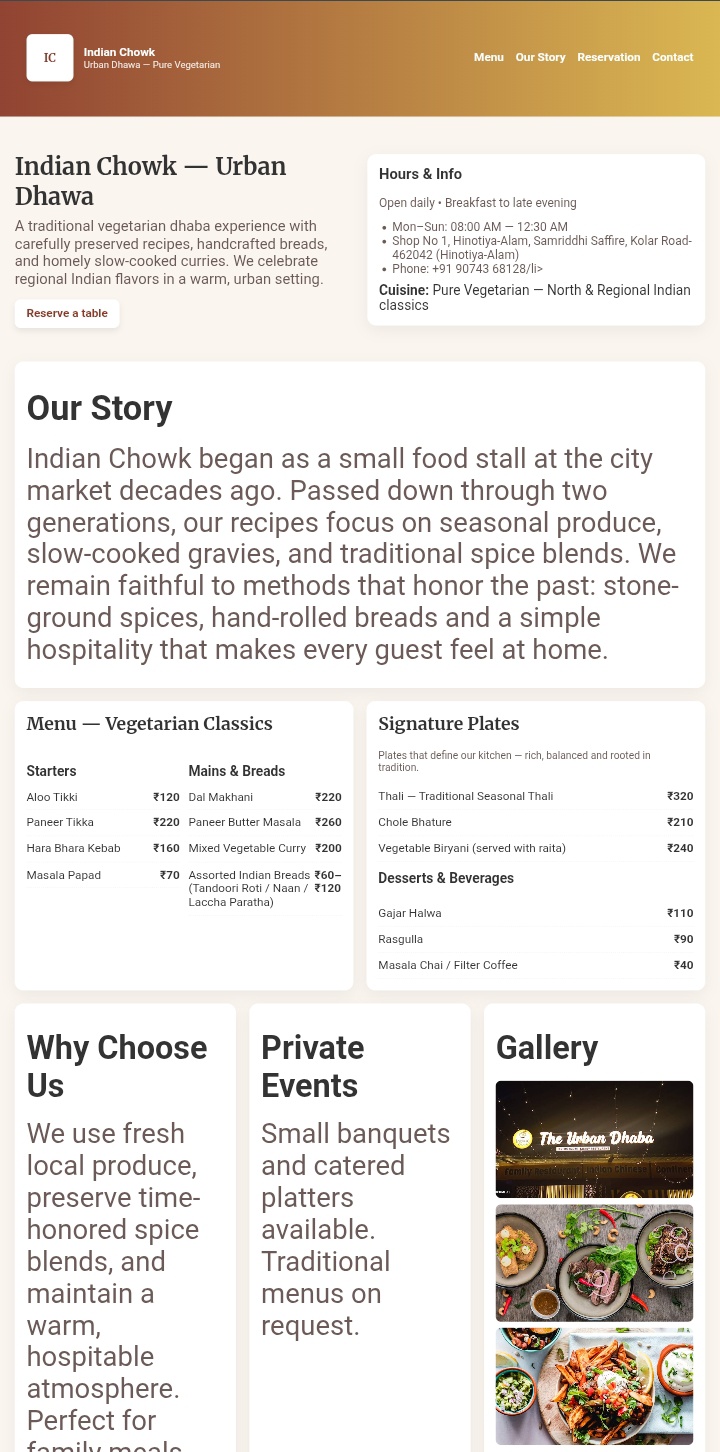 IC
Indian Chowk
Urban Dhawa — Pure Vegetarian
Menu Our Story Reservation Contact
Indian Chowk — Urban
Dhawa
A traditional vegetarian dhaba experience with
carefully preserved recipes, handcrafted breads,
and homely slow-cooked curries. We celebrate
regional Indian flavors in a warm, urban setting.
Reserve a table
Hours & Info
Open daily • Breakfast to late evening
• Mon–Sun: 08:00 AM — 12:30 AM
• Shop No 1, Hinotiya-Alam, Samriddhi Saffire, Kolar Road-
462042 (Hinotiya-Alam)
• Phone: +91 90743 68128/li>
Cuisine: Pure Vegetarian — North & Regional Indian
classics
Our Story
Indian Chowk began as a small food stall at the city
market decades ago. Passed down through two
generations, our recipes focus on seasonal produce,
slow-cooked gravies, and traditional spice blends. We
remain faithful to methods that honor the past: stone-
ground spices, hand-rolled breads and a simple
hospitality that makes every guest feel at home.
Menu — Vegetarian Classics
Starters
Aloo Tikki ₹120
Paneer Tikka ₹220
Hara Bhara Kebab ₹160
Masala Papad ₹70
Mains & Breads
Dal Makhani ₹220
Paneer Butter Masala ₹260
Mixed Vegetable Curry ₹200
Assorted Indian Breads ₹60–
(Tandoori Roti / Naan / ₹120
Laccha Paratha)
Signature Plates
Plates that define our kitchen — rich, balanced and rooted in
tradition.
Thali — Traditional Seasonal Thali ₹320
Chole Bhature ₹210
Vegetable Biryani (served with raita) ₹240
Desserts & Beverages
Gajar Halwa ₹110
Rasgulla ₹90
Masala Chai / Filter Coffee ₹40
Why Choose
Us
We use fresh
local produce,
preserve time-
honored spice
blends, and
maintain a
warm,
hospitable
atmosphere.
Perfect for
family meals
Private
Events
Small banquets
and catered
platters
available.
Traditional
menus on
request.
Gallery
The Urban Dhaba